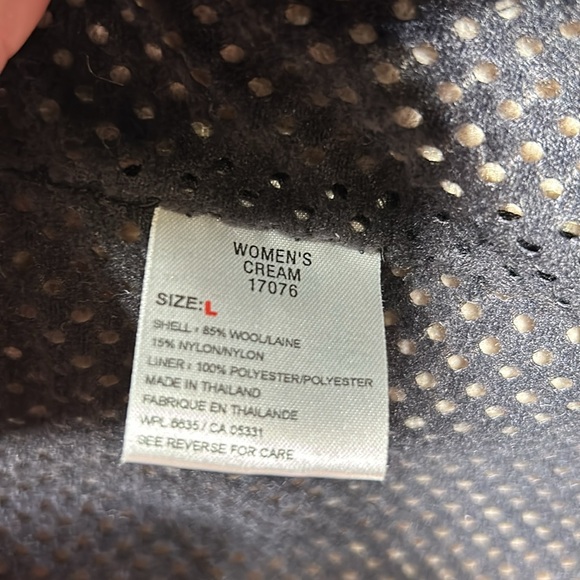 WOMEN'S
CREAM
17076
SIZE:L
SHELL : 85% WOOL/LAINE
15% NYLON/NYLON
LINER : 100% POLYESTER/POLYESTER
MADE IN THAILAND
FABRIQUE EN THAILANDE
WPL 6635 / CA 05331
SEE REVERSE FOR CARE